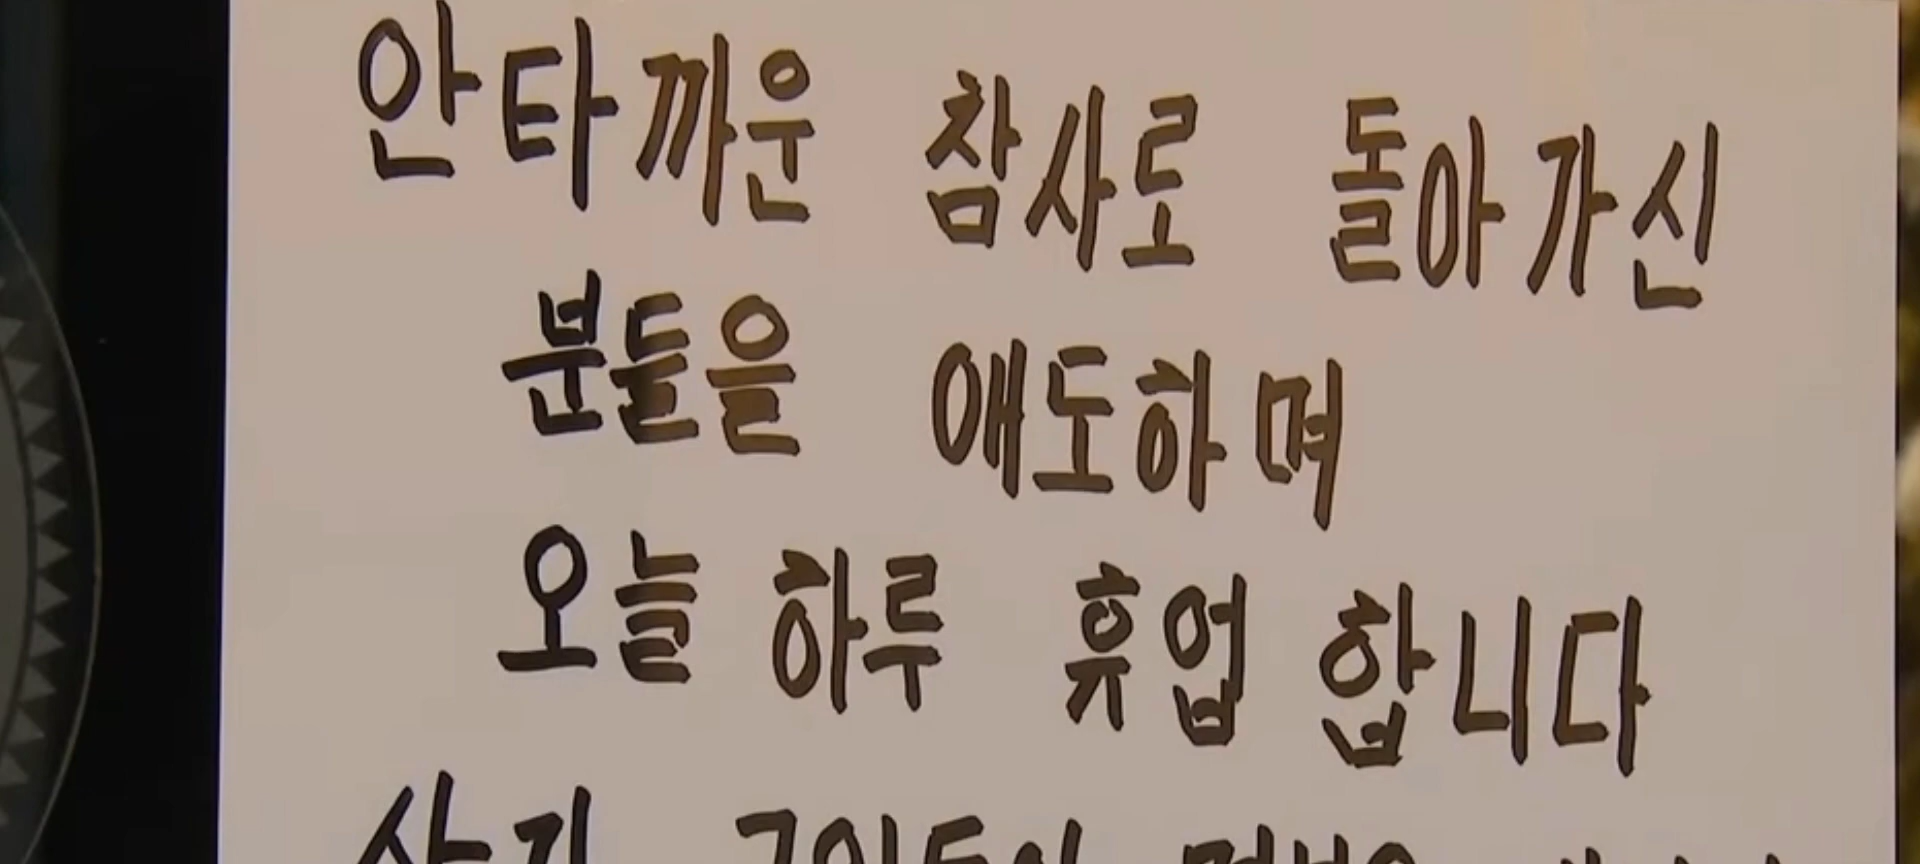 안타까운 참사로 돌아가신
분들을 애도하며
오늘 하루 휴업 합니다